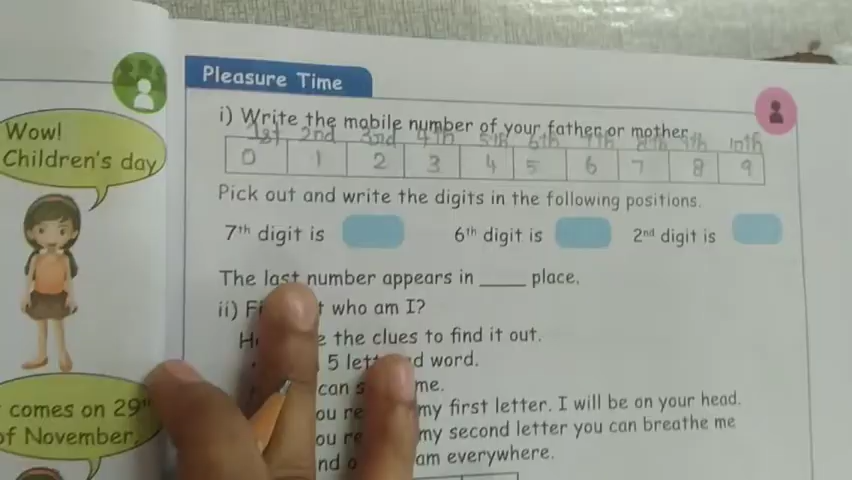 Pleasure Time
Wow!
Children's day
i) Write the mobile number of your father or mother
1st 2nd 3rd 4th 5th 6th 7th 8th 9th 10th
0 1 2 3 4 5 6 7 8 9
Pick out and write the digits in the following positions.
7th digit is 6th digit is 2nd digit is
The last number appears in _____ place.
ii) who am I?
the clues to find it out.
5 word.
can me.
my first letter. I will be on your head.
my second letter you can breathe me
am everywhere.
comes on 29th
of November.